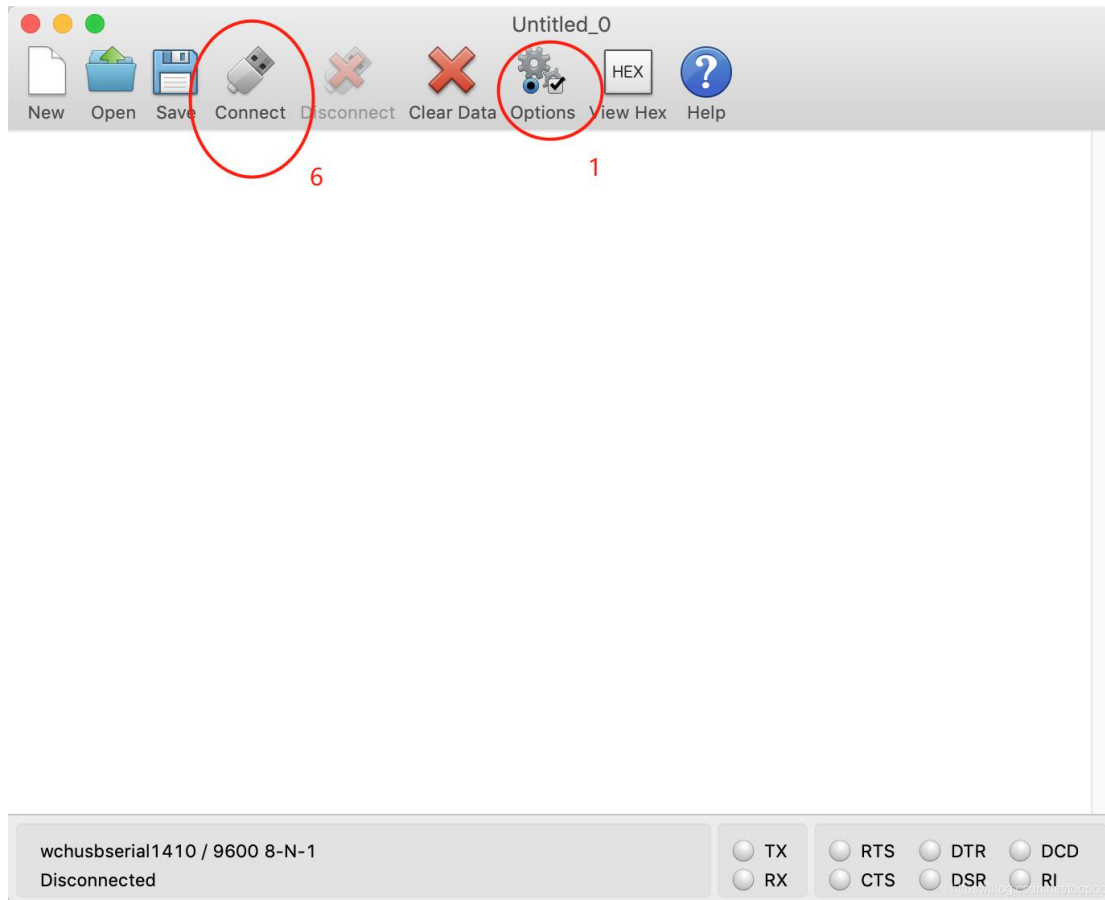 Untitled_0
HEX
?
New Open Save Connect Disconnect Clear Data Options View Hex Help
6
1
wchusbserial1410 / 9600 8-N-1
Disconnected
TX RTS DTR DCD
RX CTS DSR RI